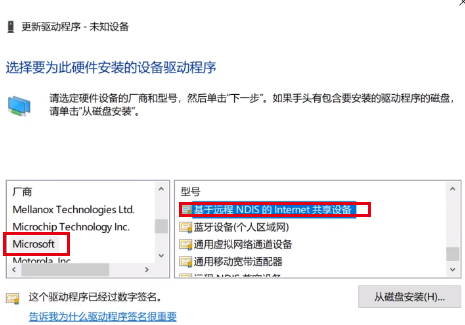 更新驱动程序 - 未知设备
选择要为此硬件安装的设备驱动程序
请选定硬件设备的厂商和型号，然后单击“下一步”。如果手头有包含要安装的驱动程序的磁盘，
请单击“从磁盘安装”。
厂商
Mellanox Technologies Ltd.
Microchip Technology Inc.
Microsoft
Motorola, Inc.
型号
基于远程 NDIS 的 Internet 共享设备
蓝牙设备(个人区域网)
通用虚拟网络通道设备
通用移动宽带适配器
远程 NDIS 兼容设备
这个驱动程序已经过数字签名。
告诉我为什么驱动程序签名很重要
从磁盘安装(H)...